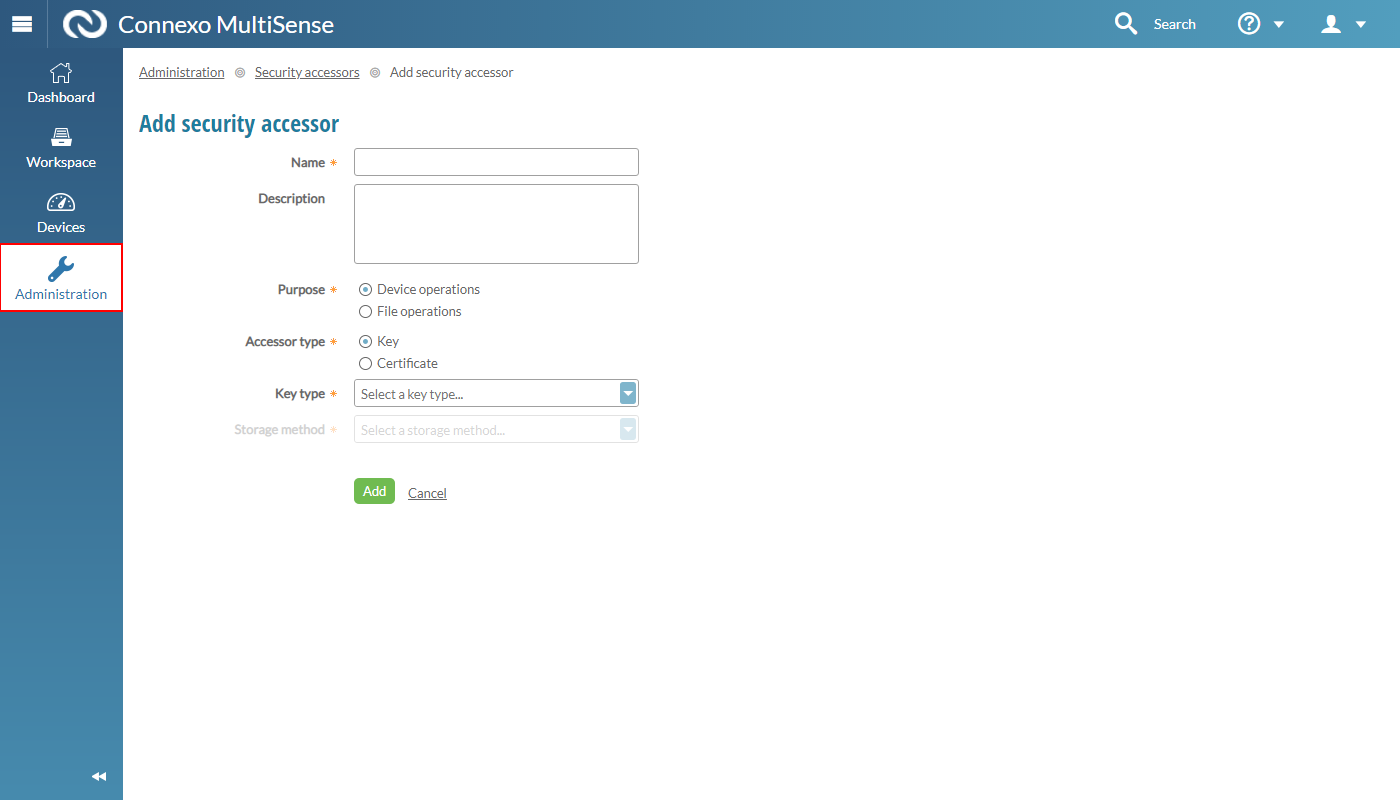 Connexo MultiSense
Search
Dashboard
Workspace
Devices
Administration
Administration Security accessors Add security accessor
Add security accessor
Name *
Description
Purpose * Device operations
File operations
Accessor type * Key
Certificate
Key type * Select a key type...
Storage method * Select a storage method...
Add Cancel